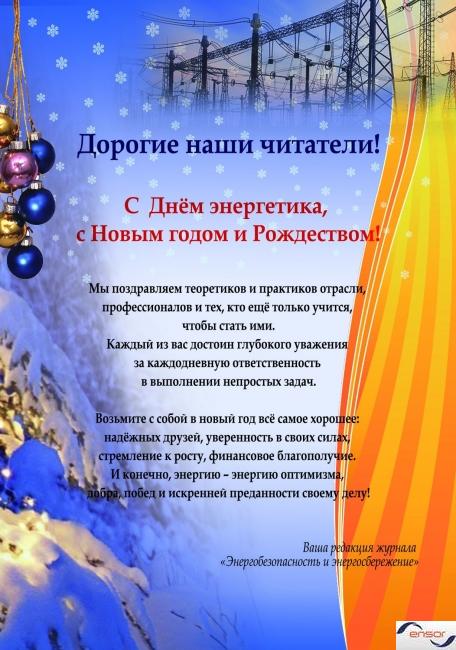 Дорогие наши читатели!
С Днём энергетика,
с Новым годом и Рождеством!
Мы поздравляем теоретиков и практиков отрасли,
профессионалов и тех, кто ещё только учится,
чтобы стать ими.
Каждый из вас достоин глубокого уважения
за каждодневную ответственность
в выполнении непростых задач.
Возьмите с собой в новый год всё самое хорошее:
надёжных друзей, уверенность в своих силах,
стремление к росту, финансовое благополучие.
И конечно, энергию – энергию оптимизма,
добра, побед и искренней преданности своему делу!
Ваша редакция журнала
«Энергобезопасность и энергосбережение»
ensor